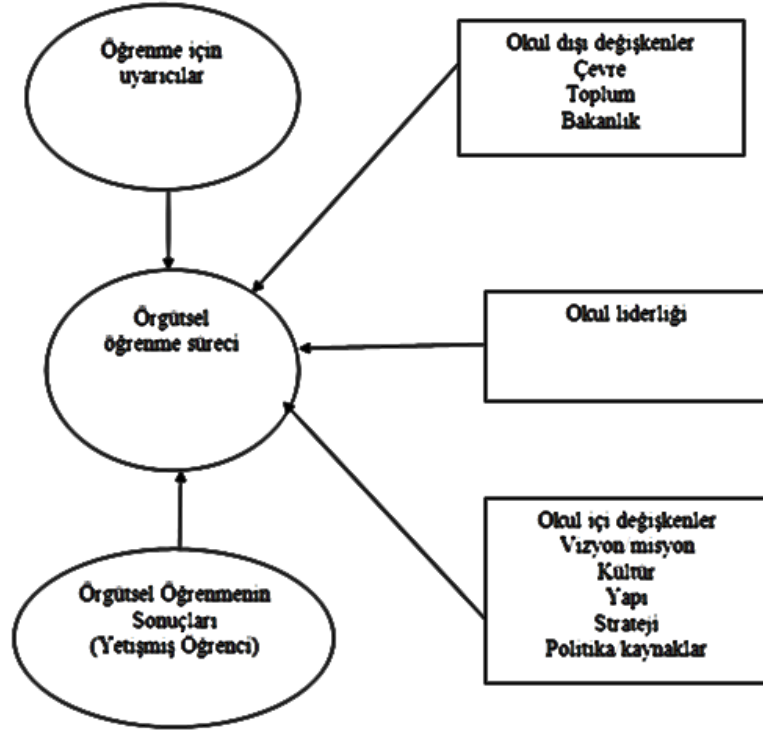 Öğrenme için
uyarıcılar
Okul dışı değişkenler
Çevre
Toplum
Bakanlık
Örgütsel
öğrenme süreci
Okul liderliği
Örgütsel Öğrenmenin
Sonuçları
(Yetişmiş Öğrenci)
Okul içi değişkenler
Vizyon misyon
Kültür
Yapı
Strateji
Politika kaynaklar